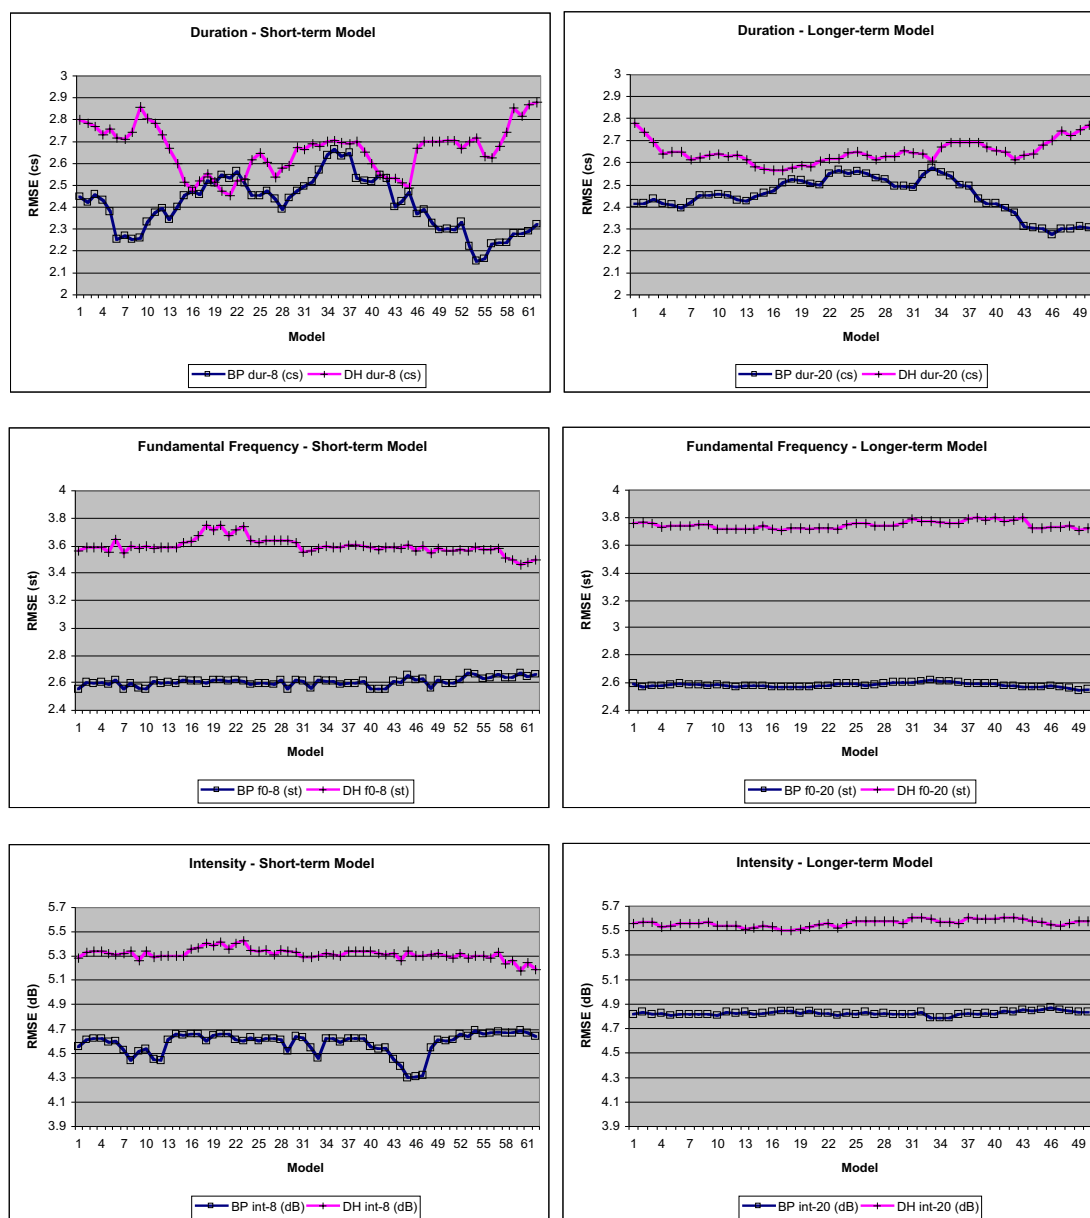 Duration - Short-term Model
3
2.9
2.8
2.7
2.6
2.5
2.4
2.3
2.2
2.1
2
RMSE (cs)
1 4 7 10 13 16 19 22 25 28 31 34 37 40 43 46 49 52 55 58 61
Model
BP dur-8 (cs) DH dur-8 (cs)
Duration - Longer-term Model
3
2.9
2.8
2.7
2.6
2.5
2.4
2.3
2.2
2.1
2
RMSE (cs)
1 4 7 10 13 16 19 22 25 28 31 34 37 40 43 46 49
Model
BP dur-20 (cs) DH dur-20 (cs)
Fundamental Frequency - Short-term Model
4
3.8
3.6
3.4
3.2
3
2.8
2.6
2.4
RMSE (st)
1 4 7 10 13 16 19 22 25 28 31 34 37 40 43 46 49 52 55 58 61
Model
BP f0-8 (st) DH f0-8 (st)
Fundamental Frequency - Longer-term Model
4
3.8
3.6
3.4
3.2
3
2.8
2.6
2.4
RMSE (st)
1 4 7 10 13 16 19 22 25 28 31 34 37 40 43 46 49
Model
BP f0-20 (st) DH f0-20 (st)
Intensity - Short-term Model
5.7
5.5
5.3
5.1
4.9
4.7
4.5
4.3
4.1
3.9
RMSE (dB)
1 4 7 10 13 16 19 22 25 28 31 34 37 40 43 46 49 52 55 58 61
Model
BP int-8 (dB) DH int-8 (dB)
Intensity - Longer-term Model
5.7
5.5
5.3
5.1
4.9
4.7
4.5
4.3
4.1
3.9
RMSE (dB)
1 4 7 10 13 16 19 22 25 28 31 34 37 40 43 46 49
Model
BP int-20 (dB) DH int-20 (dB)